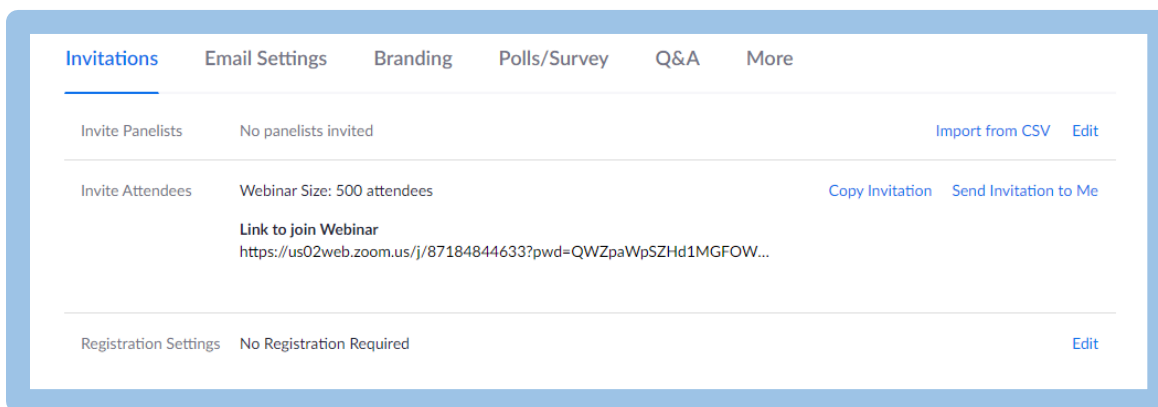 Invitations Email Settings Branding Polls/Survey Q&A More
Invite Panelists No panelists invited Import from CSV Edit
Invite Attendees Webinar Size: 500 attendees Copy Invitation Send Invitation to Me
Link to join Webinar
https://us02web.zoom.us/j/87184844633?pwd=QWZpaWpSZHd1MGFOW...
Registration Settings No Registration Required Edit